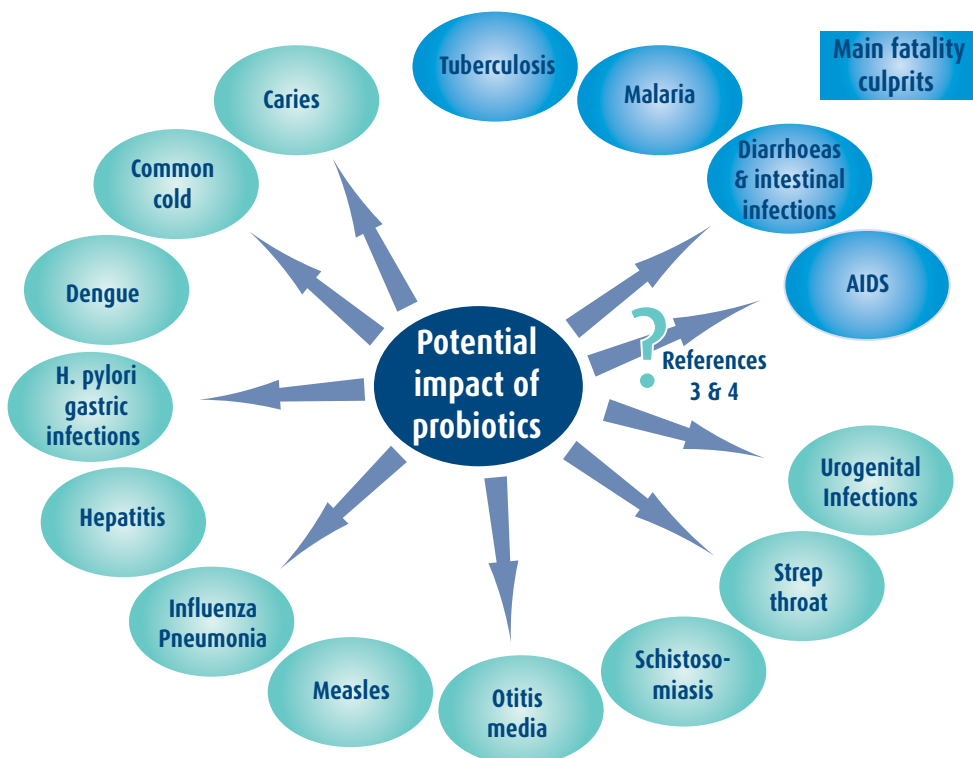 Main fatality
culprits
Tuberculosis
Malaria
Diarrhoeas
& intestinal
infections
AIDS
Caries
Common
cold
Dengue
H. pylori
gastric
infections
Hepatitis
Influenza
Pneumonia
Measles
Otitis
media
Schistoso-
miasis
Strep
throat
Urogenital
Infections
Potential
impact of
probiotics
?
References
3 & 4